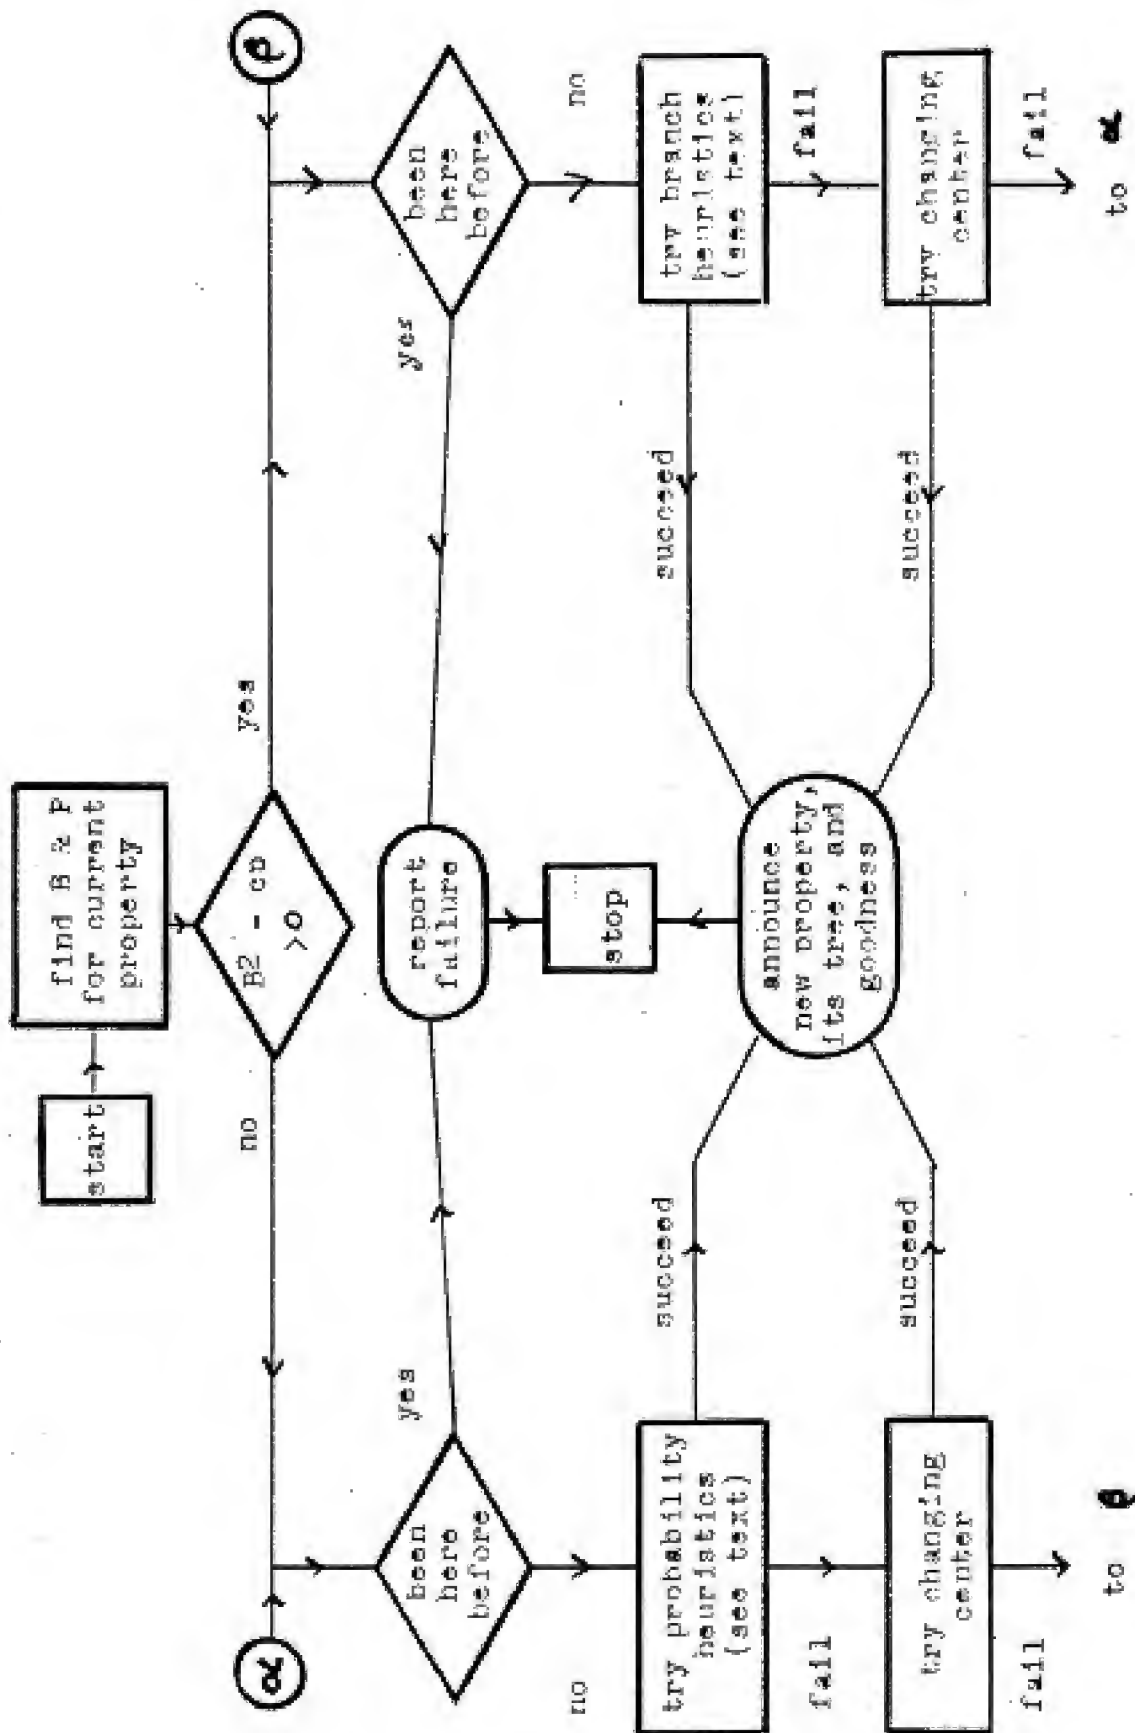 start
find B & P
for current
property
B2 - cp
>0
no
yes
α
β
been
here
before
yes
no
report
failure
been
here
before
yes
no
stop
try probability
heuristics
(see text)
succeed
fail
announce
new property,
its tree, and
goodness
try branch
heuristics
(see text)
succeed
fail
try changing
center
succeed
fail
to β
try changing
center
succeed
fail
to α